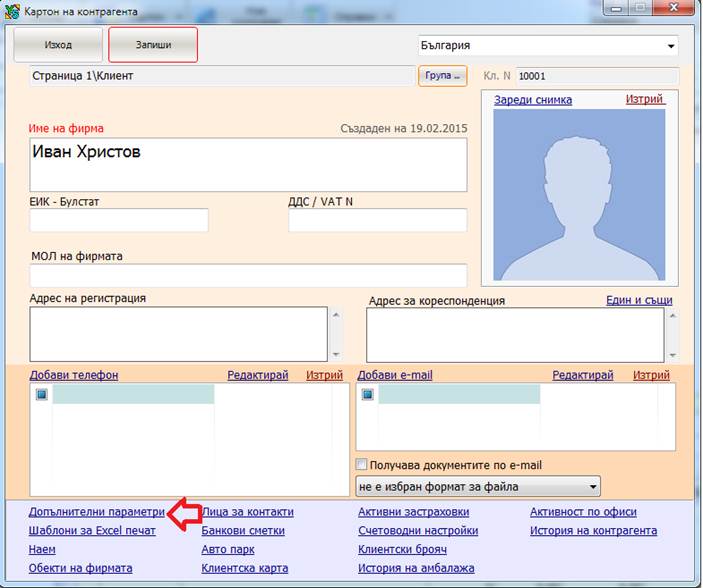 Картон на контрагента
Изход
Запиши
България
Страница 1\Клиент
Група ..
Кл. N 10001
Зареди снимка
Изтрий
Име на фирма
Създаден на 19.02.2015
Иван Христов
ЕИК - Булстат
ДДС / VAT N
МОЛ на фирмата
Адрес на регистрация
Адрес за кореспонденция
Един и същи
Добави телефон
Редактирай
Изтрий
Добави e-mail
Редактирай
Изтрий
Получава документите по e-mail
не е избран формат за файла
Допълнителни параметри
Лица за контакти
Активни застраховки
Активност по офиси
Шаблони за Excel печат
Банкови сметки
Счетоводни настройки
История на контрагента
Наем
Авто парк
Клиентски брояч
Обекти на фирмата
Клиентска карта
История на амбалажа